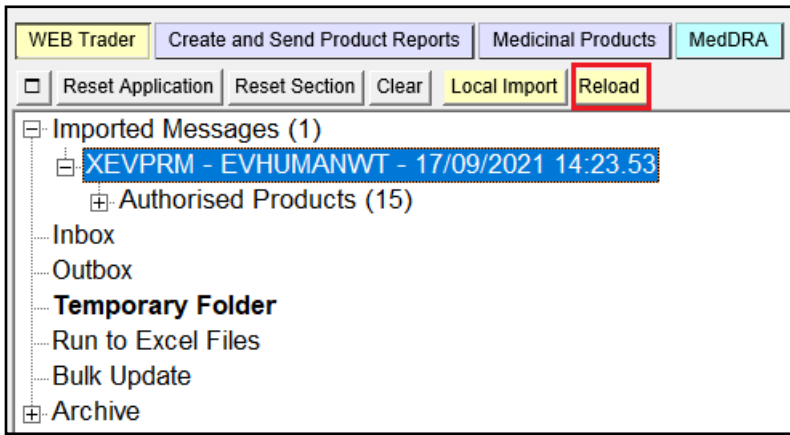 WEB Trader Create and Send Product Reports Medicinal Products MedDRA
Reset Application Reset Section Clear Local Import Reload
Imported Messages (1)
XEVPRM - EVHUMANWT - 17/09/2021 14:23.53
Authorised Products (15)
Inbox
Outbox
Temporary Folder
Run to Excel Files
Bulk Update
Archive